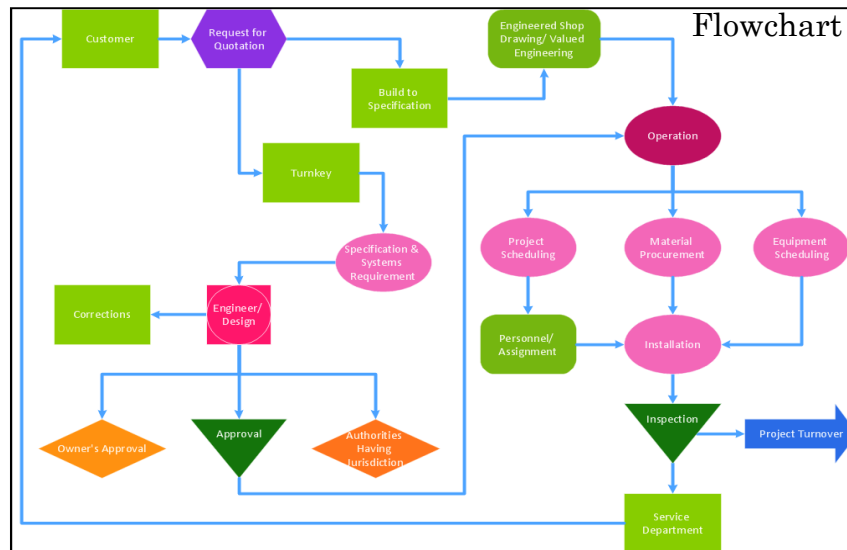 Flowchart
Customer
Request for
Quotation
Engineered Shop
Drawing/ Valued
Engineering
Build to
Specification
Operation
Turnkey
Specification &
Systems
Requirement
Project
Scheduling
Material
Procurement
Equipment
Scheduling
Corrections
Engineer/
Design
Personnel/
Assignment
Installation
Owner's Approval
Approval
Authorities
Having
Jurisdiction
Inspection
Project Turnover
Service
Department